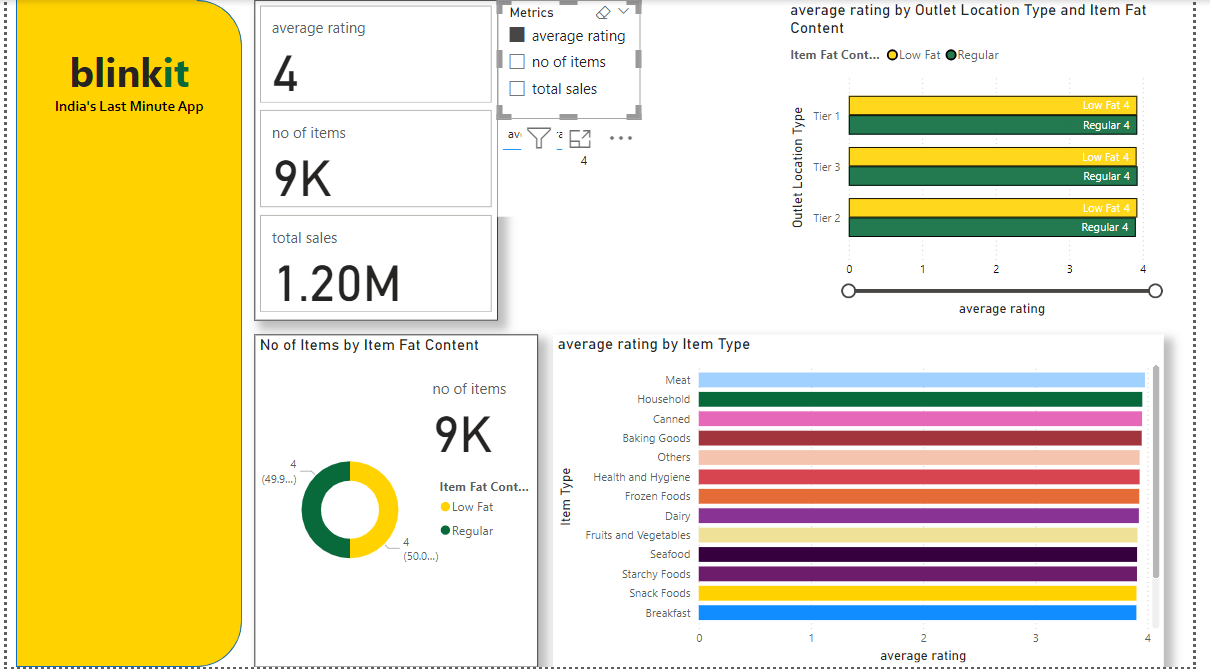 blinkit
India's Last Minute App
average rating
4
no of items
9K
total sales
1.20M
Metrics
average rating
no of items
total sales
4
average rating by Outlet Location Type and Item Fat
Content
Item Fat Cont... Low Fat Regular
Outlet Location Type
Tier 1
Low Fat 4
Regular 4
Tier 3
Low Fat 4
Regular 4
Tier 2
Low Fat 4
Regular 4
0 1 2 3 4
average rating
No of Items by Item Fat Content
no of items
9K
4
(49.9...)
4
(50.0...)
Item Fat Cont...
Low Fat
Regular
average rating by Item Type
Item Type
Meat
Household
Canned
Baking Goods
Others
Health and Hygiene
Frozen Foods
Dairy
Fruits and Vegetables
Seafood
Starchy Foods
Snack Foods
Breakfast
0 1 2 3 4
average rating